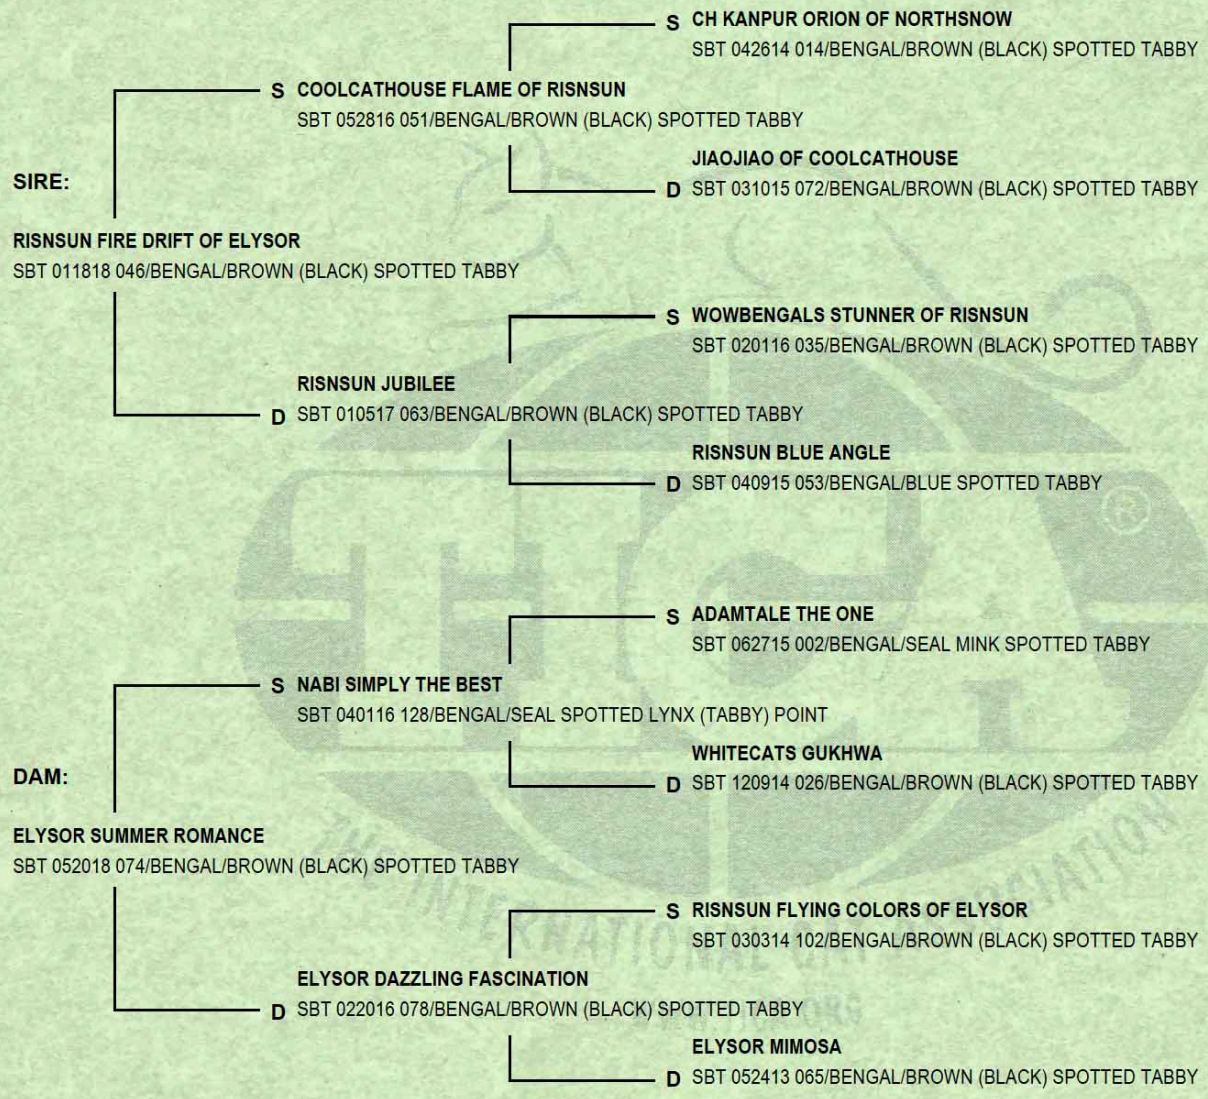 S CH KANPUR ORION OF NORTHSNOW
SBT 042614 014/BENGAL/BROWN (BLACK) SPOTTED TABBY
S COOLCATHOUSE FLAME OF RISNSUN
SBT 052816 051/BENGAL/BROWN (BLACK) SPOTTED TABBY
JIAOJIAO OF COOLCATHOUSE
D SBT 031015 072/BENGAL/BROWN (BLACK) SPOTTED TABBY
SIRE:
RISNSUN FIRE DRIFT OF ELYSOR
SBT 011818 046/BENGAL/BROWN (BLACK) SPOTTED TABBY
S WOWBENGALS STUNNER OF RISNSUN
SBT 020116 035/BENGAL/BROWN (BLACK) SPOTTED TABBY
RISNSUN JUBILEE
D SBT 010517 063/BENGAL/BROWN (BLACK) SPOTTED TABBY
RISNSUN BLUE ANGLE
D SBT 040915 053/BENGAL/BLUE SPOTTED TABBY
TICA ®
S ADAMTALE THE ONE
SBT 062715 002/BENGAL/SEAL MINK SPOTTED TABBY
S NABI SIMPLY THE BEST
SBT 040116 128/BENGAL/SEAL SPOTTED LYNX (TABBY) POINT
WHITECATS GUKHWA
D SBT 120914 026/BENGAL/BROWN (BLACK) SPOTTED TABBY
DAM:
ELYSOR SUMMER ROMANCE
SBT 052018 074/BENGAL/BROWN (BLACK) SPOTTED TABBY
THE INTERNATIONAL CAT ASSOCIATION
S RISNSUN FLYING COLORS OF ELYSOR
SBT 030314 102/BENGAL/BROWN (BLACK) SPOTTED TABBY
ELYSOR DAZZLING FASCINATION
D SBT 022016 078/BENGAL/BROWN (BLACK) SPOTTED TABBY
ELYSOR MIMOSA
D SBT 052413 065/BENGAL/BROWN (BLACK) SPOTTED TABBY